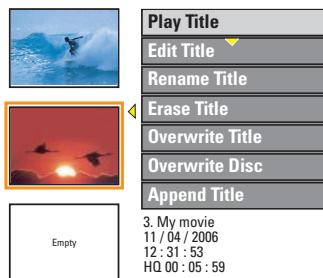 Play Title
Edit Title
Rename Title
Erase Title
Overwrite Title
Overwrite Disc
Append Title
Empty
3. My movie
11 / 04 / 2006
12 : 31 : 53
HQ 00 : 05 : 59